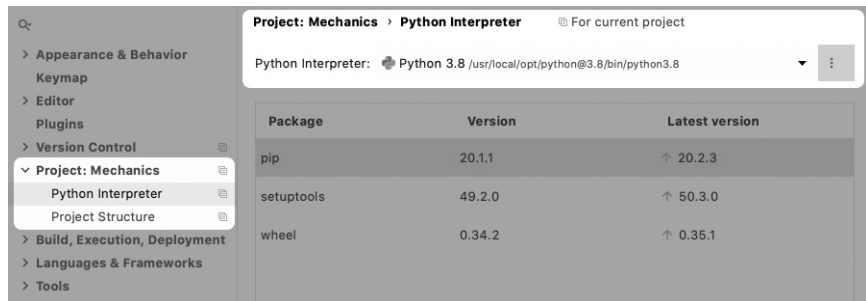 Appearance & Behavior
Keymap
Editor
Plugins
Version Control
Project: Mechanics
Python Interpreter
Project Structure
Build, Execution, Deployment
Languages & Frameworks
Tools
Project: Mechanics › Python Interpreter For current project
Python Interpreter: Python 3.8 /usr/local/opt/python@3.8/bin/python3.8
Package Version Latest version
pip 20.1.1 ↑ 20.2.3
setuptools 49.2.0 ↑ 50.3.0
wheel 0.34.2 ↑ 0.35.1